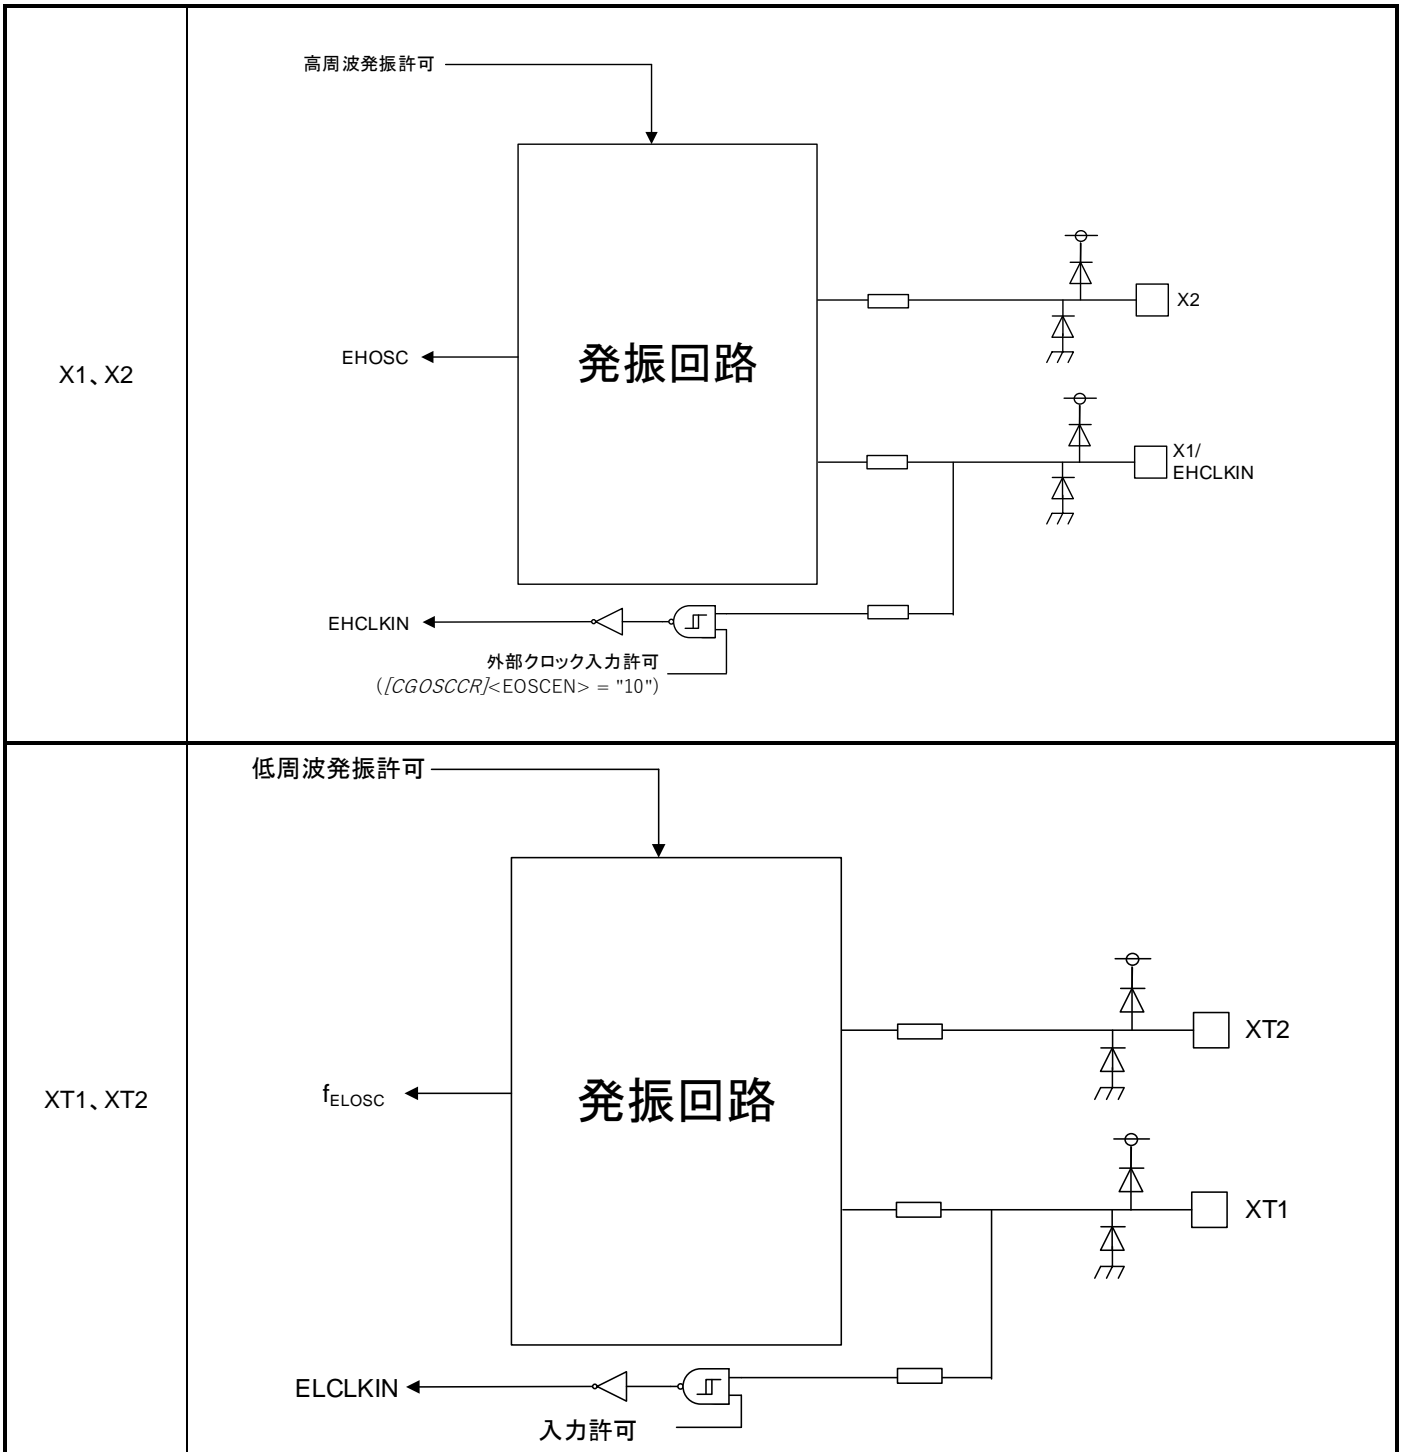 高周波発振許可
X2
X1、X2
EHOSC
発振回路
X1/
EHCLKIN
EHCLKIN
外部クロック入力許可
（[CGOSCCR]<EOSCEN> = "10"）
低周波発振許可
XT2
XT1、XT2
fELOSC
発振回路
XT1
ELCLKIN
入力許可